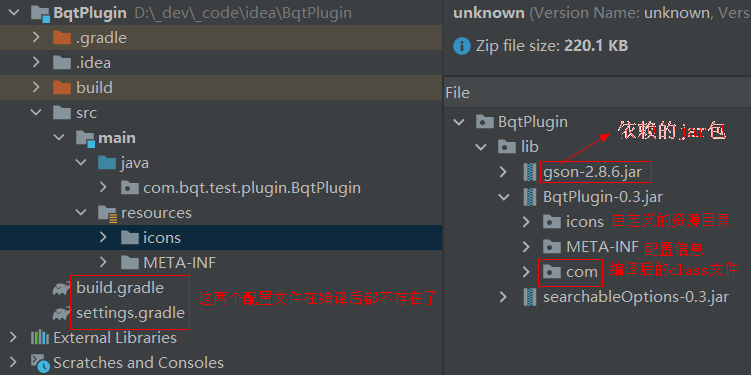 BqtPlugin D:\_dev\_code\idea\BqtPlugin
.gradle
.idea
build
src
main
java
com.bqt.test.plugin.BqtPlugin
resources
icons
META-INF
build.gradle
settings.gradle
这两个配置文件在编译后都不存在了
External Libraries
Scratches and Consoles
unknown (Version Name: unknown, Vers
Zip file size: 220.1 KB
File
BqtPlugin
依赖的jar包
lib
gson-2.8.6.jar
BqtPlugin-0.3.jar
icons 自定义的资源目录
META-INF 配置信息
com 编译后的class文件
searchableOptions-0.3.jar